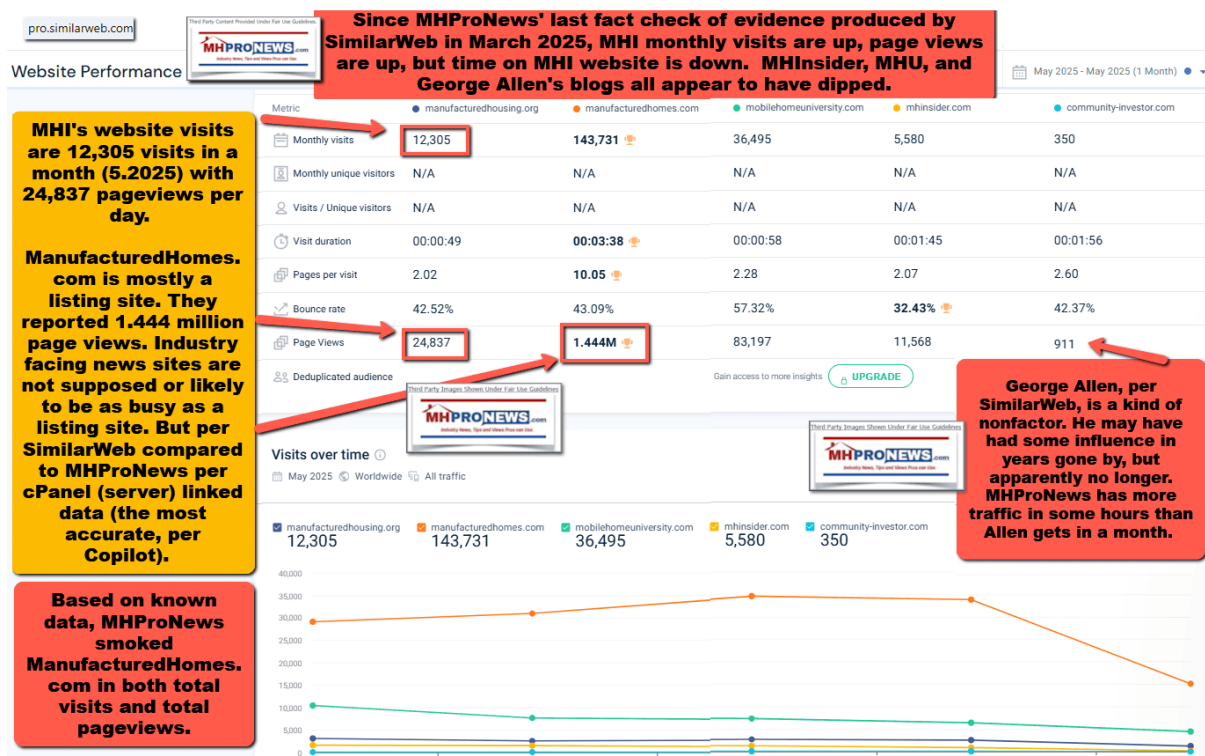 pro.similarweb.com
Third Party Content Provided Under Fair Use Guidelines.
MHPRONEWS.com
Industry News, Tips and Views Pros can Use.
Since MHProNews' last fact check of evidence produced by
SimilarWeb in March 2025, MHI monthly visits are up, page views
are up, but time on MHI website is down. MHInsider, MHU, and
George Allen's blogs all appear to have dipped.
Website Performance
May 2025 - May 2025 (1 Month)
MHI's website visits
are 12,305 visits in a
month (5.2025) with
24,837 pageviews per
day.
ManufacturedHomes.
com is mostly a
listing site. They
reported 1.444 million
page views. Industry
facing news sites are
not supposed or likely
to be as busy as a
listing site. But per
SimilarWeb compared
to MHProNews per
cPanel (server) linked
data (the most
accurate, per
Copilot).
Based on known
data, MHProNews
smoked
ManufacturedHomes.
com in both total
visits and total
pageviews.
Metric manufacturedhousing.org manufacturedhomes.com mobilehomeuniversity.com mhinsider.com community-investor.com
Monthly visits 12,305 143,731 36,495 5,580 350
Monthly unique visitors N/A N/A N/A N/A N/A
Visits / Unique visitors N/A N/A N/A N/A N/A
Visit duration 00:00:49 00:03:38 00:00:58 00:01:45 00:01:56
Pages per visit 2.02 10.05 2.28 2.07 2.60
Bounce rate 42.52% 43.09% 57.32% 32.43% 42.37%
Page Views 24,837 1.444M 83,197 11,568 911
Deduplicated audience Gain access to more insights UPGRADE
Third Party Images Shown Under Fair Use Guidelines
MHPRONEWS.com
Industry News, Tips and Views Pros can Use.
Third Party Images Shown Under Fair Use Guidelines
MHPRONEWS.com
Industry News, Tips and Views Pros can Use.
George Allen, per
SimilarWeb, is a kind of
nonfactor. He may have
had some influence in
years gone by, but
apparently no longer.
MHProNews has more
traffic in some hours than
Allen gets in a month.
Visits over time
May 2025 Worldwide All traffic
manufacturedhousing.org manufacturedhomes.com mobilehomeuniversity.com mhinsider.com community-investor.com
12,305 143,731 36,495 5,580 350
40,000
35,000
30,000
25,000
20,000
15,000
10,000
5,000
0